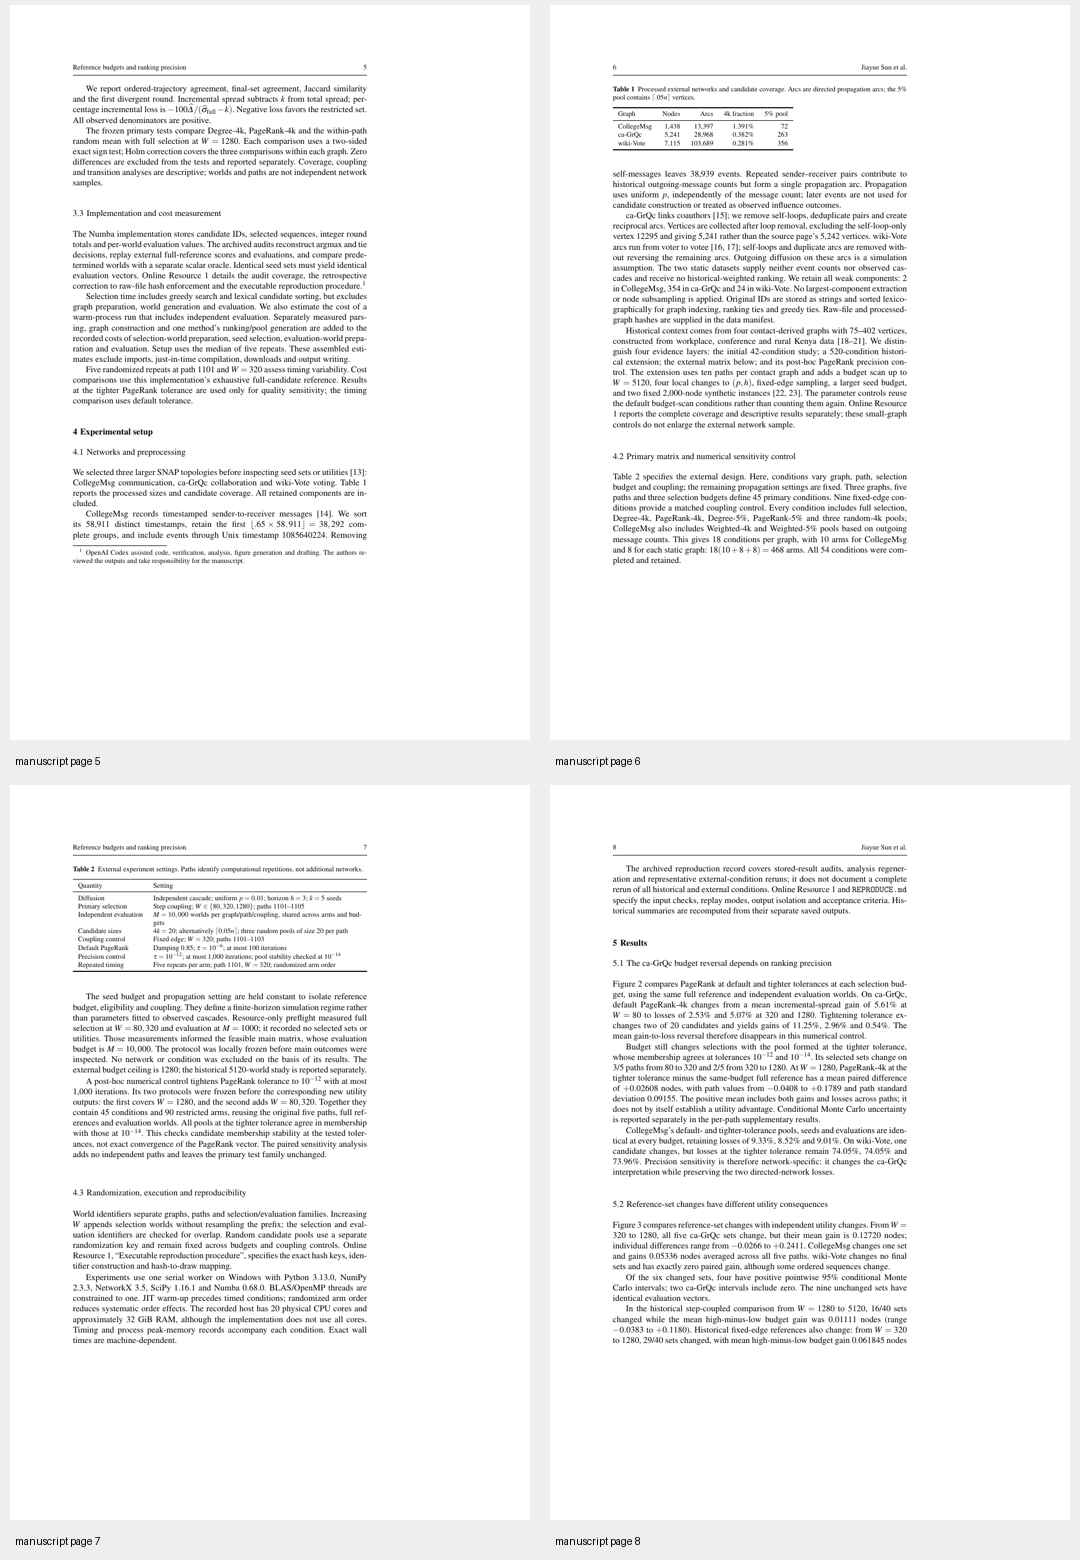 Reference budgets and ranking precision 5
We report ordered-trajectory agreement, final-set agreement, Jaccard similarity
and the first divergent round. Incremental spread subtracts k from total spread; per-
centage incremental loss is −100Δ̂/(σ̂full − k). Negative loss favors the restricted set.
All observed denominators are positive.
The frozen primary tests compare Degree-4k, PageRank-4k and the within-path
random mean with full selection at W = 1280. Each comparison uses a two-sided
exact sign test; Holm correction covers the three comparisons within each graph. Zero
differences are excluded from the tests and reported separately. Coverage, coupling
and transition analyses are descriptive; worlds and paths are not independent network
samples.
3.3 Implementation and cost measurement
The Numba implementation stores candidate IDs, selected sequences, integer round
totals and per-world evaluation values. The archived audits reconstruct argmax and tie
decisions, replay external full-reference scores and evaluations, and compare prede-
termined worlds with a separate scalar oracle. Identical seed sets must yield identical
evaluation vectors. Online Resource 1 details the audit coverage, the retrospective
correction to raw-file hash enforcement and the executable reproduction procedure.1
Selection time includes greedy search and lexical candidate sorting, but excludes
graph preparation, world generation and evaluation. We also estimate the cost of a
warm-process run that includes independent evaluation. Separately measured pars-
ing, graph construction and one method's ranking/pool generation are added to the
recorded costs of selection-world preparation, seed selection, evaluation-world prepa-
ration and evaluation. Setup uses the median of five repeats. These assembled esti-
mates exclude imports, just-in-time compilation, downloads and output writing.
Five randomized repeats at path 1101 and W = 320 assess timing variability. Cost
comparisons use this implementation's exhaustive full-candidate reference. Results
at the tighter PageRank tolerance are used only for quality sensitivity; the timing
comparison uses default tolerance.
4 Experimental setup
4.1 Networks and preprocessing
We selected three larger SNAP topologies before inspecting seed sets or utilities [13]:
CollegeMsg communication, ca-GrQc collaboration and wiki-Vote voting. Table 1
reports the processed sizes and candidate coverage. All retained components are in-
cluded.
CollegeMsg records timestamped sender-to-receiver messages [14]. We sort
its 58,911 distinct timestamps, retain the first ⌊.65 × 58,911⌋ = 38,292 com-
plete groups, and include events through Unix timestamp 1085640224. Removing
1 OpenAI Codex assisted code, verification, analysis, figure generation and drafting. The authors re-
viewed the outputs and take responsibility for the manuscript.
manuscript page 5
6 Jiayue Sun et al.
Table 1 Processed external networks and candidate coverage. Arcs are directed propagation arcs; the 5%
pool contains ⌈.05n⌉ vertices.
Graph Nodes Arcs 4k fraction 5% pool
CollegeMsg 1,438 13,397 1.391% 72
ca-GrQc 5,241 28,968 0.382% 263
wiki-Vote 7,115 103,689 0.281% 356
self-messages leaves 38,939 events. Repeated sender–receiver pairs contribute to
historical outgoing-message counts but form a single propagation arc. Propagation
uses uniform p, independently of the message count; later events are not used for
candidate construction or treated as observed influence outcomes.
ca-GrQc links coauthors [15]; we remove self-loops, deduplicate pairs and create
reciprocal arcs. Vertices are collected after loop removal, excluding the self-loop-only
vertex 12295 and giving 5,241 rather than the source page's 5,242 vertices. wiki-Vote
arcs run from voter to votee [16, 17]; self-loops and duplicate arcs are removed with-
out reversing the remaining arcs. Outgoing diffusion on these arcs is a simulation
assumption. The two static datasets supply neither event counts nor observed cas-
cades and receive no historical-weighted ranking. We retain all weak components: 2
in CollegeMsg, 354 in ca-GrQc and 24 in wiki-Vote. No largest-component extraction
or node subsampling is applied. Original IDs are stored as strings and sorted lexico-
graphically for graph indexing, ranking ties and greedy ties. Raw-file and processed-
graph hashes are supplied in the data manifest.
Historical context comes from four contact-derived graphs with 75–402 vertices,
constructed from workplace, conference and rural Kenya data [18–21]. We distin-
guish four evidence layers: the initial 42-condition study; a 520-condition histori-
cal extension; the external matrix below; and its post-hoc PageRank precision con-
trol. The extension uses ten paths per contact graph and adds a budget scan up to
W = 5120, four local changes to (p,h), fixed-edge sampling, a larger seed budget,
and two fixed 2,000-node synthetic instances [22, 23]. The parameter controls reuse
the default budget-scan conditions rather than counting them again. Online Resource
1 reports the complete coverage and descriptive results separately; these small-graph
controls do not enlarge the external network sample.
4.2 Primary matrix and numerical sensitivity control
Table 2 specifies the external design. Here, conditions vary graph, path, selection
budget and coupling; the remaining propagation settings are fixed. Three graphs, five
paths and three selection budgets define 45 primary conditions. Nine fixed-edge con-
ditions provide a matched coupling control. Every condition includes full selection,
Degree-4k, PageRank-4k, Degree-5%, PageRank-5% and three random-4k pools;
CollegeMsg also includes Weighted-4k and Weighted-5% pools based on outgoing
message counts. This gives 18 conditions per graph, with 10 arms for CollegeMsg
and 8 for each static graph: 18(10 + 8 + 8) = 468 arms. All 54 conditions were com-
pleted and retained.
manuscript page 6
Reference budgets and ranking precision 7
Table 2 External experiment settings. Paths identify computational repetitions, not additional networks.
Quantity Setting
Diffusion Independent cascade; uniform p = 0.01; horizon h = 3; k = 5 seeds
Primary selection Step coupling; W ∈ {80,320,1280}; paths 1101–1105
Independent evaluation M = 10,000 worlds per graph/path/coupling, shared across arms and bud-
gets
Candidate sizes 4k = 20; alternatively ⌈0.05n⌉; three random pools of size 20 per path
Coupling control Fixed edge; W = 320; paths 1101–1103
Default PageRank Damping 0.85; τ = 10−6; at most 100 iterations
Precision control τ = 10−12; at most 1,000 iterations; pool stability checked at 10−14
Repeated timing Five repeats per arm; path 1101, W = 320; randomized arm order
The seed budget and propagation setting are held constant to isolate reference
budget, eligibility and coupling. They define a finite-horizon simulation regime rather
than parameters fitted to observed cascades. Resource-only preflight measured full
selection at W = 80,320 and evaluation at M = 1000; it recorded no selected sets or
utilities. Those measurements informed the feasible main matrix, whose evaluation
budget is M = 10,000. The protocol was locally frozen before main outcomes were
inspected. No network or condition was excluded on the basis of its results. The
external budget ceiling is 1280; the historical 5120-world study is reported separately.
A post-hoc numerical control tightens PageRank tolerance to 10−12 with at most
1,000 iterations. Its two protocols were frozen before the corresponding new utility
outputs: the first covers W = 1280, and the second adds W = 80,320. Together they
contain 45 conditions and 90 restricted arms, reusing the original five paths, full ref-
erences and evaluation worlds. All pools at the tighter tolerance agree in membership
with those at 10−14. This checks candidate membership stability at the tested toler-
ances, not exact convergence of the PageRank vector. The paired sensitivity analysis
adds no independent paths and leaves the primary test family unchanged.
4.3 Randomization, execution and reproducibility
World identifiers separate graphs, paths and selection/evaluation families. Increasing
W appends selection worlds without resampling the prefix; the selection and eval-
uation identifiers are checked for overlap. Random candidate pools use a separate
randomization key and remain fixed across budgets and coupling controls. Online
Resource 1, "Executable reproduction procedure", specifies the exact hash keys, iden-
tifier construction and hash-to-draw mapping.
Experiments use one serial worker on Windows with Python 3.13.0, NumPy
2.3.3, NetworkX 3.5, SciPy 1.16.1 and Numba 0.68.0. BLAS/OpenMP threads are
constrained to one. JIT warm-up precedes timed conditions; randomized arm order
reduces systematic order effects. The recorded host has 20 physical CPU cores and
approximately 32 GiB RAM, although the implementation does not use all cores.
Timing and process peak-memory records accompany each condition. Exact wall
times are machine-dependent.
manuscript page 7
8 Jiayue Sun et al.
The archived reproduction record covers stored-result audits, analysis regener-
ation and representative external-condition reruns; it does not document a complete
rerun of all historical and external conditions. Online Resource 1 and REPRODUCE.md
specify the input checks, replay modes, output isolation and acceptance criteria. His-
torical summaries are recomputed from their separate saved outputs.
5 Results
5.1 The ca-GrQc budget reversal depends on ranking precision
Figure 2 compares PageRank at default and tighter tolerances at each selection bud-
get, using the same full reference and independent evaluation worlds. On ca-GrQc,
default PageRank-4k changes from a mean incremental-spread gain of 5.61% at
W = 80 to losses of 2.53% and 5.07% at 320 and 1280. Tightening tolerance ex-
changes two of 20 candidates and yields gains of 11.25%, 2.96% and 0.54%. The
mean gain-to-loss reversal therefore disappears in this numerical control.
Budget still changes selections with the pool formed at the tighter tolerance,
whose membership agrees at tolerances 10−12 and 10−14. Its selected sets change on
3/5 paths from 80 to 320 and 2/5 from 320 to 1280. At W = 1280, PageRank-4k at the
tighter tolerance minus the same-budget full reference has a mean paired difference
of +0.02608 nodes, with path values from −0.0408 to +0.1789 and path standard
deviation 0.09155. The positive mean includes both gains and losses across paths; it
does not by itself establish a utility advantage. Conditional Monte Carlo uncertainty
is reported separately in the per-path supplementary results.
CollegeMsg's default- and tighter-tolerance pools, seeds and evaluations are iden-
tical at every budget, retaining losses of 9.33%, 8.52% and 9.01%. On wiki-Vote, one
candidate changes, but losses at the tighter tolerance remain 74.05%, 74.05% and
73.96%. Precision sensitivity is therefore network-specific: it changes the ca-GrQc
interpretation while preserving the two directed-network losses.
5.2 Reference-set changes have different utility consequences
Figure 3 compares reference-set changes with independent utility changes. From W =
320 to 1280, all five ca-GrQc sets change, but their mean gain is 0.12720 nodes;
individual differences range from −0.0266 to +0.2411. CollegeMsg changes one set
and gains 0.05336 nodes averaged across all five paths. wiki-Vote changes no final
sets and has exactly zero paired gain, although some ordered sequences change.
Of the six changed sets, four have positive pointwise 95% conditional Monte
Carlo intervals; two ca-GrQc intervals include zero. The nine unchanged sets have
identical evaluation vectors.
In the historical step-coupled comparison from W = 1280 to 5120, 16/40 sets
changed while the mean high-minus-low budget gain was 0.01111 nodes (range
−0.0383 to +0.1180). Historical fixed-edge references also change: from W = 320
to 1280, 29/40 sets changed, with mean high-minus-low budget gain 0.061845 nodes
manuscript page 8